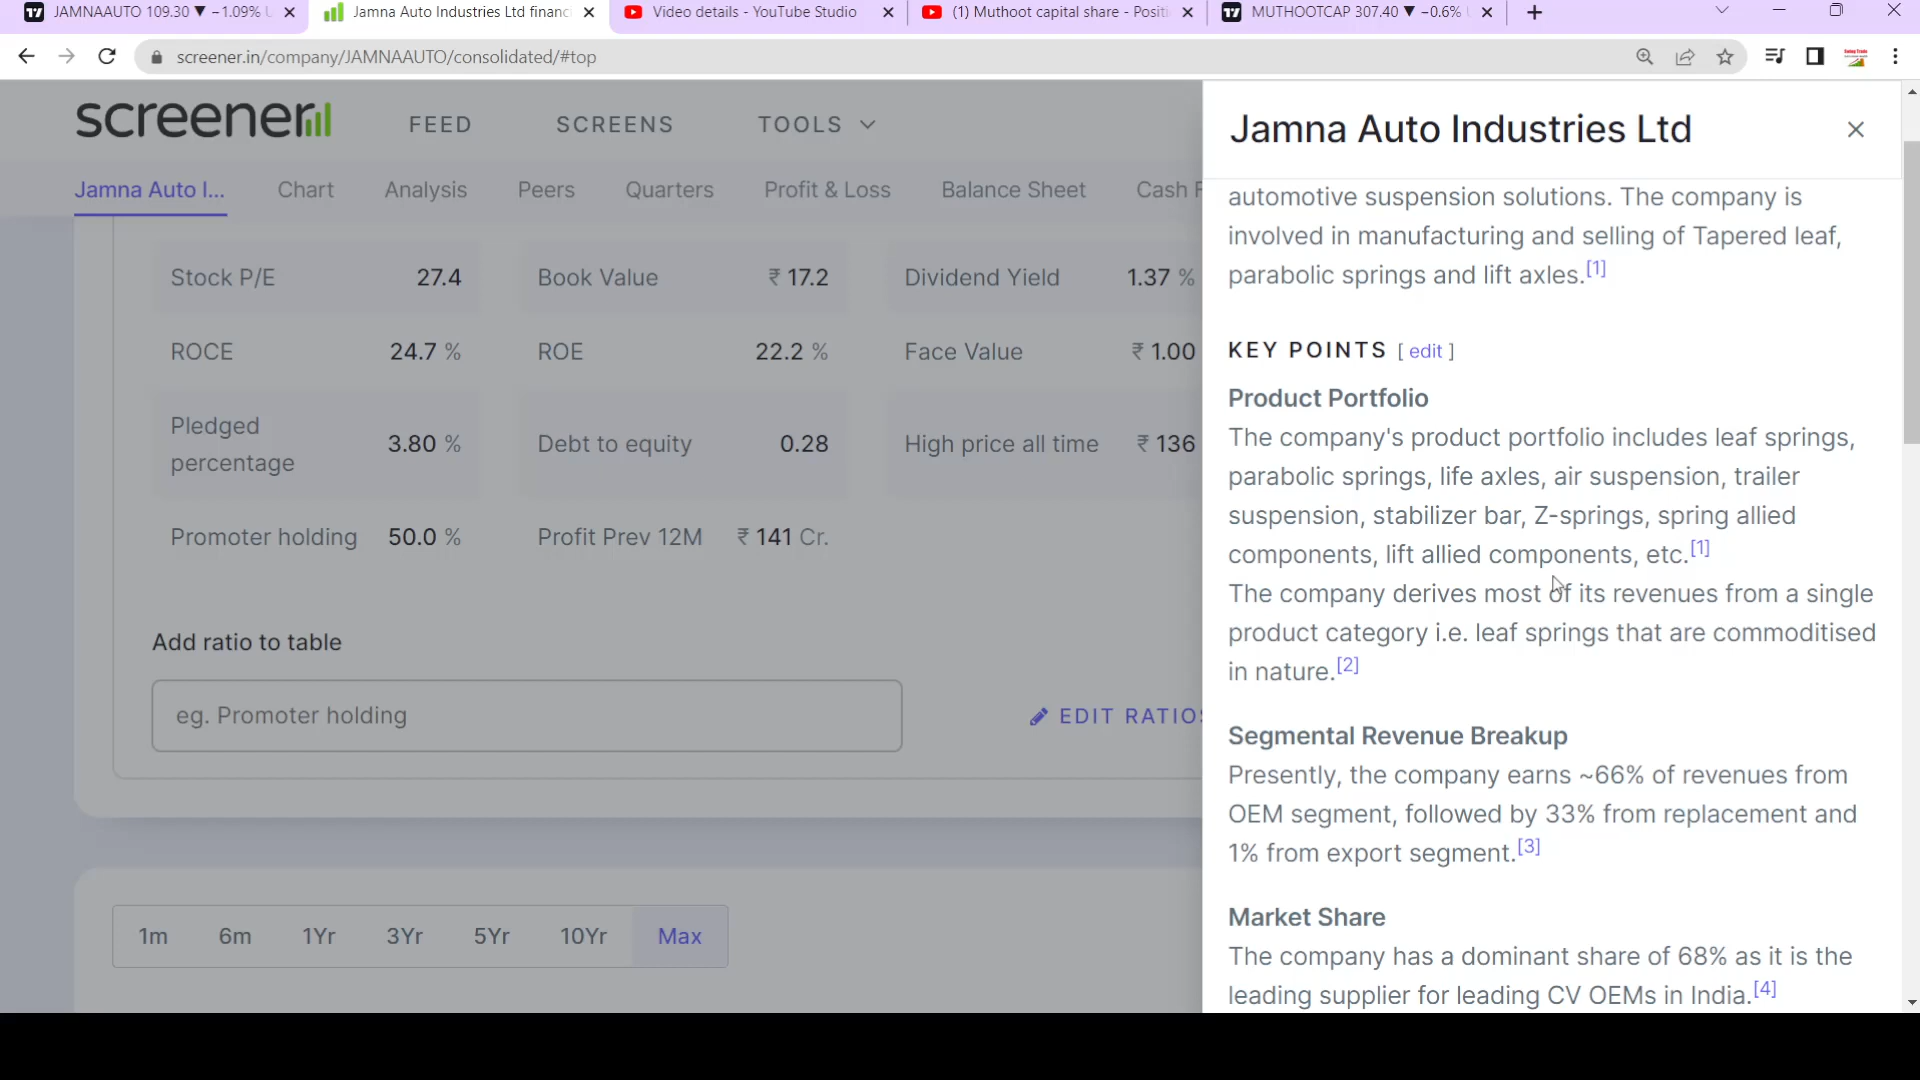 JAMNAAUTO 109.30 ▼ −1.09%
Jamna Auto Industries Ltd financ
Video details - YouTube Studio
(1) Muthoot capital share - Positi
MUTHOOTCAP 307.40 ▼ −0.6%
screener.in/company/JAMNAAUTO/consolidated/#top
screener
FEED
SCREENS
TOOLS
Jamna Auto I...
Chart
Analysis
Peers
Quarters
Profit & Loss
Balance Sheet
Cash F
Stock P/E 27.4
Book Value ₹ 17.2
Dividend Yield 1.37 %
ROCE 24.7 %
ROE 22.2 %
Face Value ₹ 1.00
Pledged
percentage 3.80 %
Debt to equity 0.28
High price all time ₹ 136
Promoter holding 50.0 %
Profit Prev 12M ₹ 141 Cr.
Add ratio to table
eg. Promoter holding
EDIT RATIOS
1m 6m 1Yr 3Yr 5Yr 10Yr Max
Jamna Auto Industries Ltd
automotive suspension solutions. The company is
involved in manufacturing and selling of Tapered leaf,
parabolic springs and lift axles.[1]
KEY POINTS [ edit ]
Product Portfolio
The company's product portfolio includes leaf springs,
parabolic springs, life axles, air suspension, trailer
suspension, stabilizer bar, Z-springs, spring allied
components, lift allied components, etc.[1]
The company derives most of its revenues from a single
product category i.e. leaf springs that are commoditised
in nature.[2]
Segmental Revenue Breakup
Presently, the company earns ~66% of revenues from
OEM segment, followed by 33% from replacement and
1% from export segment.[3]
Market Share
The company has a dominant share of 68% as it is the
leading supplier for leading CV OEMs in India.[4]